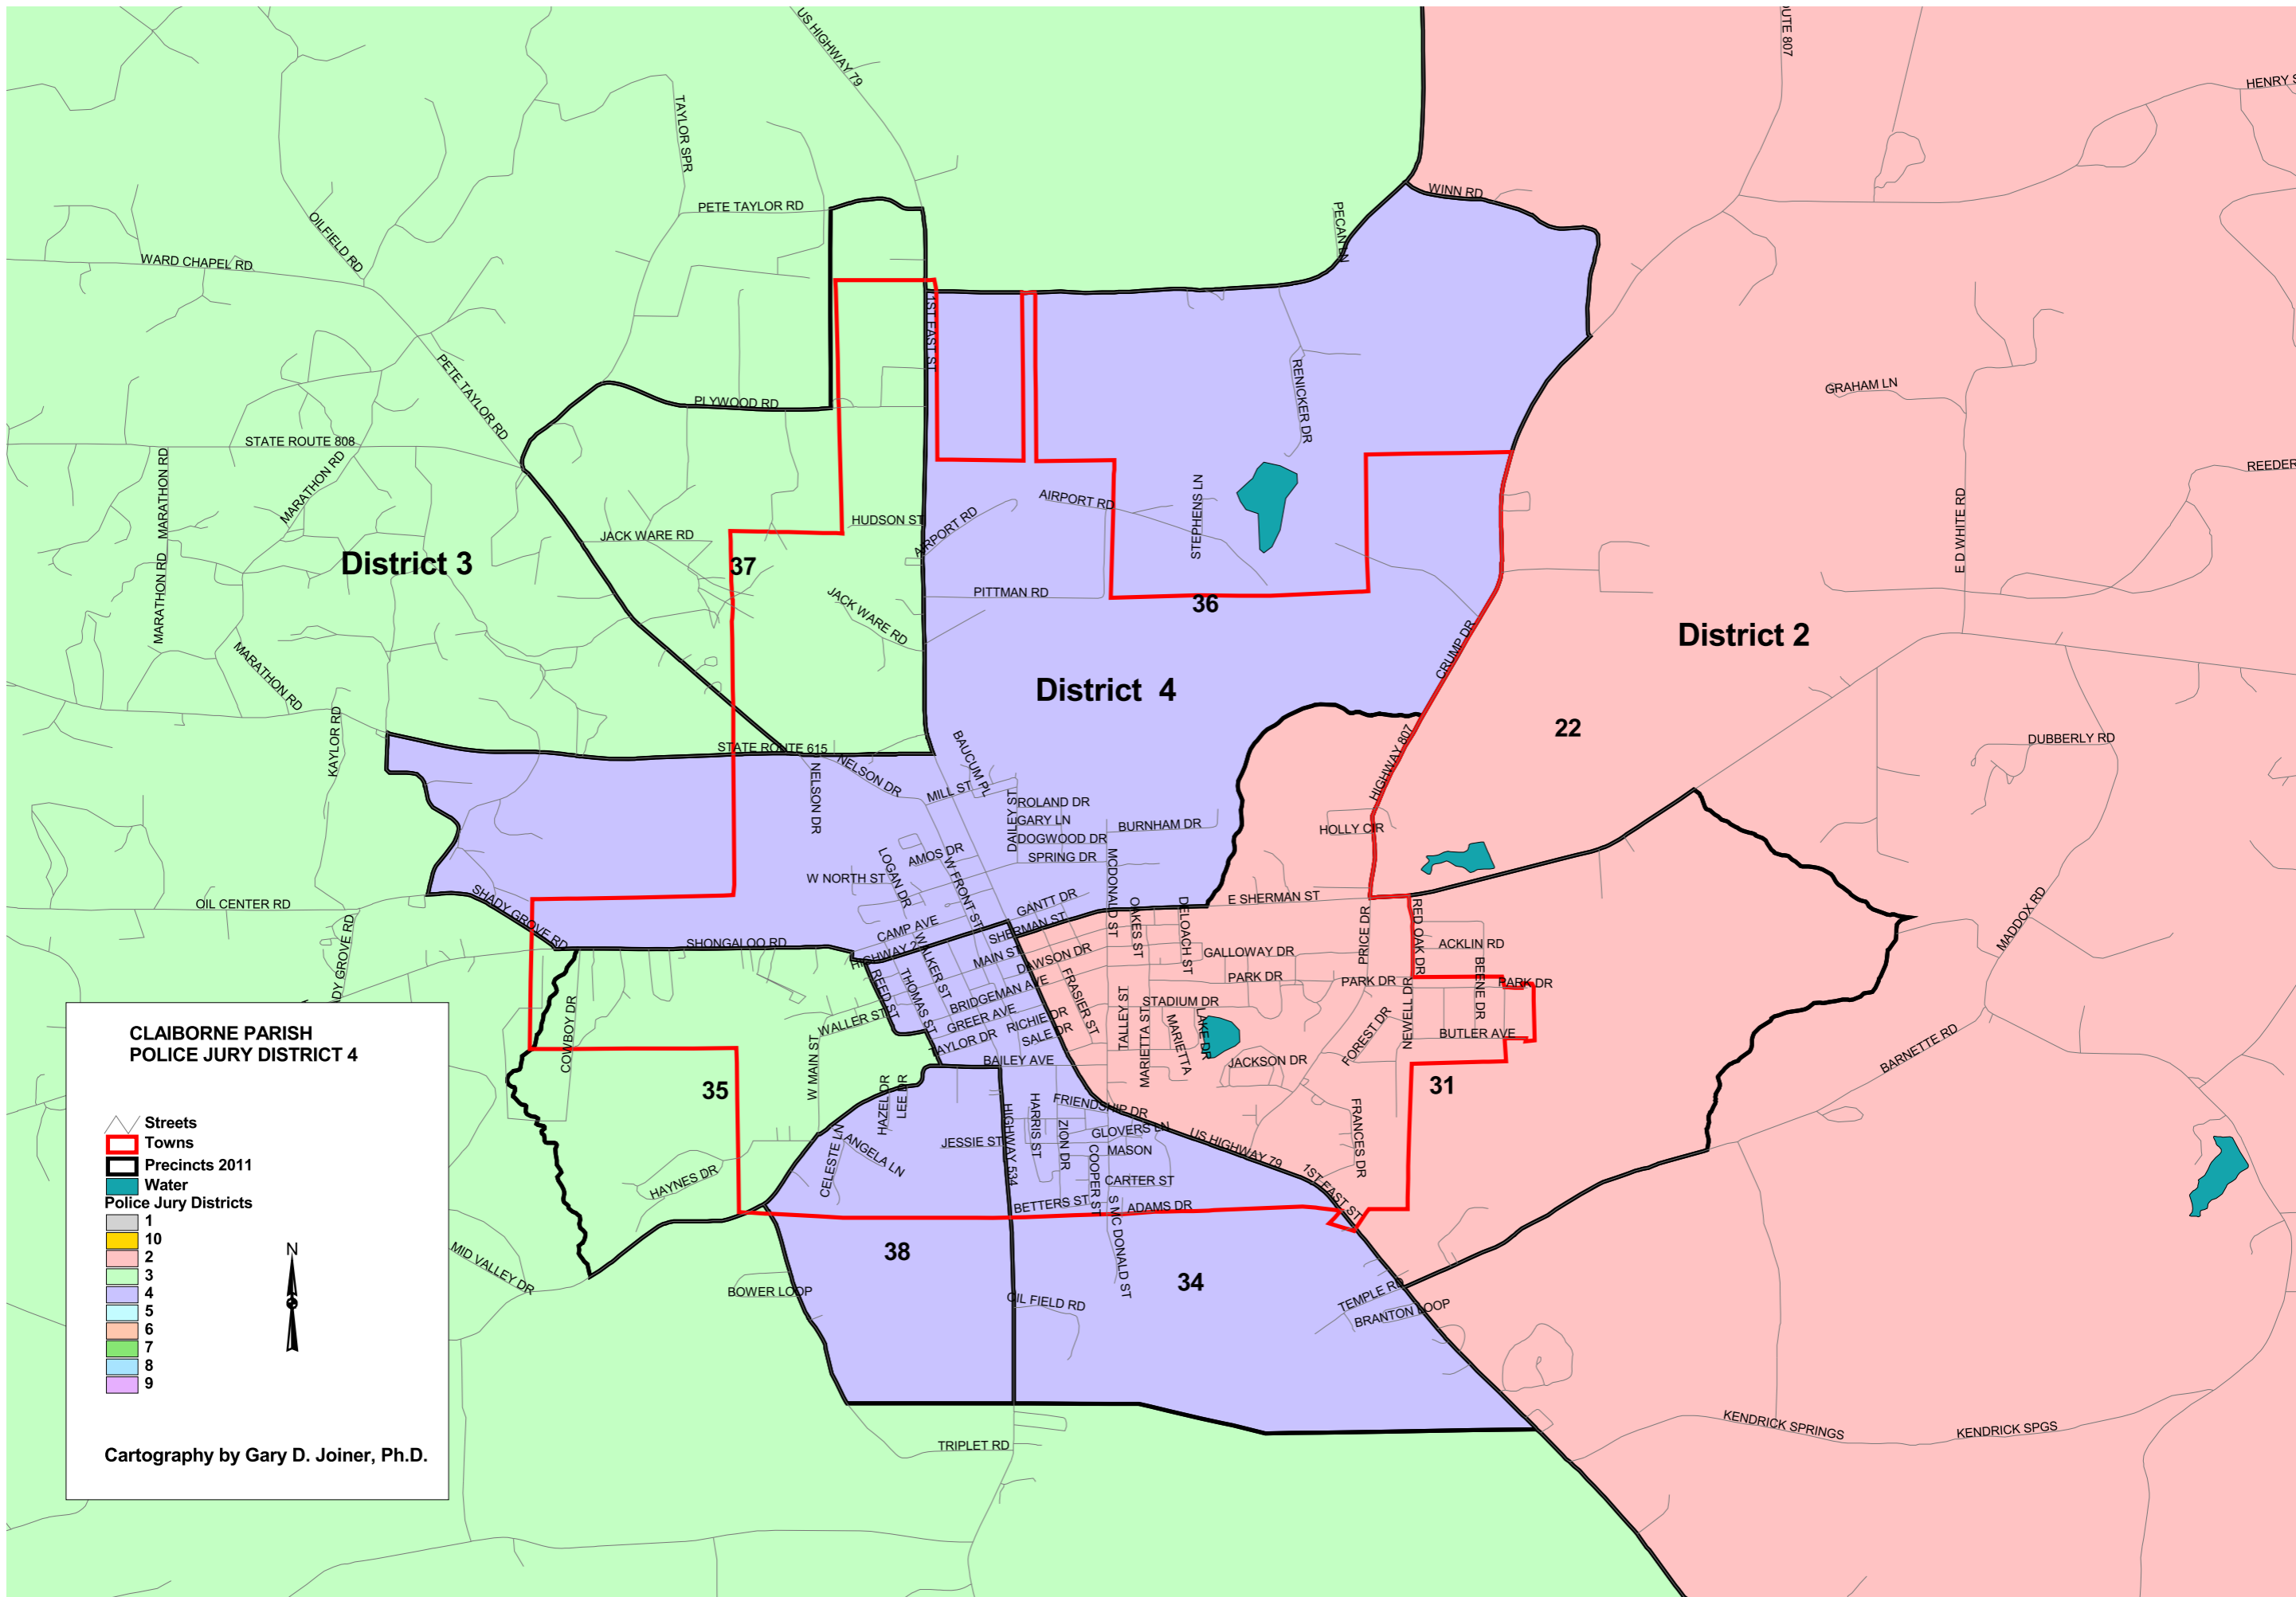 US HIGHWAY 79
HENRY S
TAYLOR SPR
WINN RD
PETE TAYLOR RD
PECAN LN
OILFIELD RD
WARD CHAPEL RD
1ST EAST ST
RENICKER DR
GRAHAM LN
PETE TAYLOR RD
PLYWOOD RD
STATE ROUTE 808
MARATHON RD
MARATHON RD
REEDER
AIRPORT RD
STEPHENS LN
HUDSON ST
AIRPORT RD
JACK WARE RD
E D WHITE RD
District 3
37
MARATHON RD
PITTMAN RD
36
JACK WARE RD
District 2
CRUMP DR
MARATHON RD
District 4
22
KAYLOR RD
STATE ROUTE 615
BAUCUM PL
HIGHWAY 807
DUBBERLY RD
NELSON DR
NELSON DR
MILL ST
DAILEY ST
ROLAND DR
GARY LN
BURNHAM DR
HOLLY CIR
DOGWOOD DR
AMOS DR
SPRING DR
LOGAN DR
W FRONT ST
MCDONALD ST
W NORTH ST
SHADY GROVE RD
OIL CENTER RD
GANTT DR
OAKES ST
DELOACH ST
E SHERMAN ST
PRICE DR
RED OAK DR
MADDOX RD
CAMP AVE
SHERMAN ST
SHONGALOO RD
HIGHWAY 2
WALKER ST
MAIN ST
DAWSON DR
GALLOWAY DR
ACKLIN RD
BEENE DR
ADY GROVE RD
REED ST
THOMAS ST
BRIDGEMAN AVE
FRASIER ST
PARK DR
PARK DR
PARK DR
COWBOY DR
WALLER ST
GREER AVE
RICHIE DR
TALLEY ST
STADIUM DR
MARIETTA ST
MARIETTA
LAKE DR
FOREST DR
NEWELL DR
BUTLER AVE
TAYLOR DR
SALE DR
W MAIN ST
BAILEY AVE
JACKSON DR
BARNETTE RD
35
31
HAZEL DR
LEE DR
HIGHWAY 534
HARRIS ST
FRIENDSHIP DR
FRANCES DR
CELESTE LN
ANGELA LN
JESSIE ST
ZION DR
GLOVERS LN
MASON
US HIGHWAY 79
COOPER ST
CARTER ST
1ST EAST ST
HAYNES DR
BETTERS ST
S MC DONALD ST
ADAMS DR
38
34
MID VALLEY DR
BOWER LOOP
OIL FIELD RD
TEMPLE RD
BRANTON LOOP
TRIPLET RD
KENDRICK SPRINGS
KENDRICK SPGS
CLAIBORNE PARISH
POLICE JURY DISTRICT 4
Streets
Towns
Precincts 2011
Water
Police Jury Districts
1
10
2
3
4
5
6
7
8
9
N
Cartography by Gary D. Joiner, Ph.D.